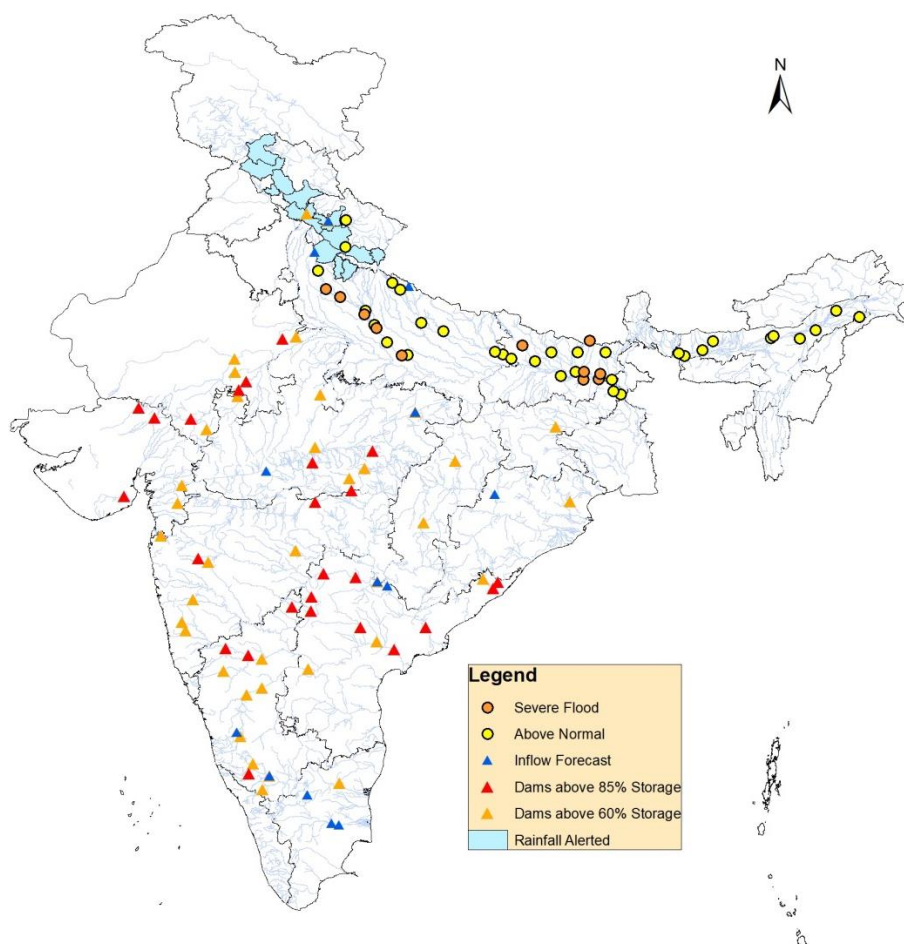 N
Legend
Severe Flood
Above Normal
Inflow Forecast
Dams above 85% Storage
Dams above 60% Storage
Rainfall Alerted